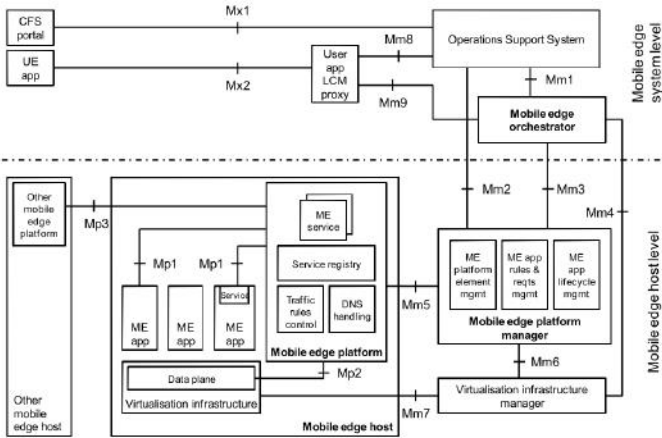 CFS
portal
Mx1
UE
app
Mx2
User
app
LCM
proxy
Mm8
Mm9
Operations Support System
Mm1
Mobile edge
orchestrator
Mobile edge
system level
Mm2
Mm3
Mm4
Other
mobile
edge
platform
Mp3
ME
service
Service registry
Traffic
rules
control
DNS
handling
Mobile edge platform
Mp1
Mp1
ME
app
ME
app
Service
ME
app
Mp2
Data plane
Virtualisation infrastructure
Mobile edge host
Other
mobile
edge host
Mm5
ME
platform
element
mgmt
ME app
rules &
reqts
mgmt
ME
app
lifecycle
mgmt
Mobile edge platform
manager
Mm6
Virtualisation infrastructure
manager
Mm7
Mobile edge host level